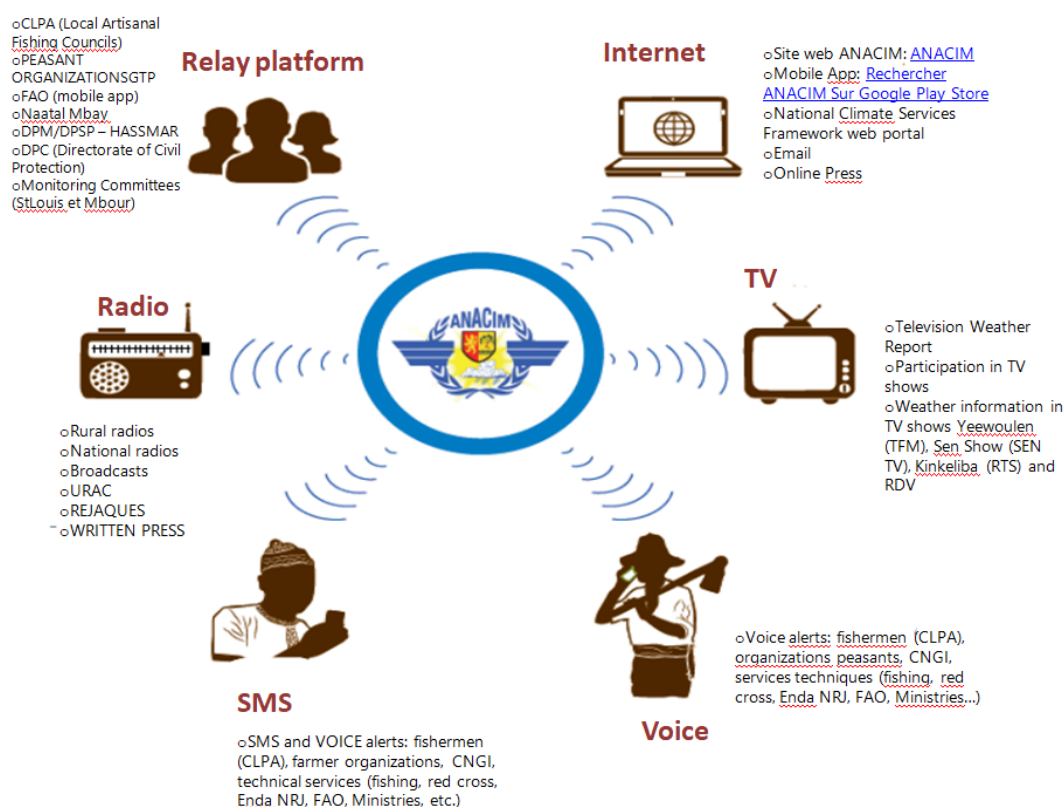 oCLPA (Local Artisanal
Fishing Councils)
oPEASANT
ORGANIZATIONSGTP
oFAO (mobile app)
oNaatal Mbay
oDPM/DPSP – HASSMAR
oDPC (Directorate of Civil
Protection)
oMonitoring Committees
(StLouis et Mbour)
Relay platform
Internet
oSite web ANACIM: ANACIM
oMobile App: Rechercher
ANACIM Sur Google Play Store
oNational Climate Services
Framework web portal
oEmail
oOnline Press
Radio
oRural radios
oNational radios
oBroadcasts
oURAC
oREJAQUES
oWRITTEN PRESS
ANACIM
TV
oTelevision Weather
Report
oParticipation in TV
shows
oWeather information in
TV shows Yeewoulen
(TFM), Sen Show (SEN
TV), Kinkeliba (RTS) and
RDV
SMS
oSMS and VOICE alerts: fishermen
(CLPA), farmer organizations, CNGI,
technical services (fishing, red cross,
Enda NRJ, FAO, Ministries, etc.)
Voice
oVoice alerts: fishermen (CLPA),
organizations peasants, CNGI,
services techniques (fishing, red
cross, Enda NRJ, FAO, Ministries...)